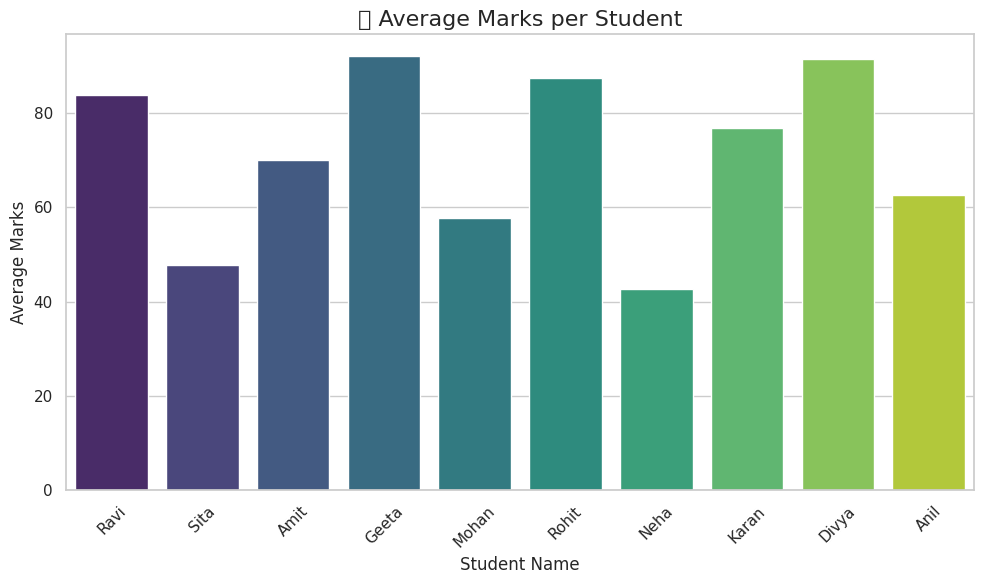 Average Marks per Student
Average Marks
80
60
40
20
0
Ravi
Sita
Amit
Geeta
Mohan
Rohit
Neha
Karan
Divya
Anil
Student Name